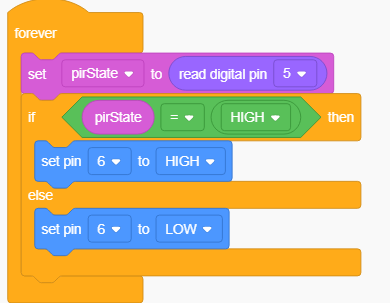 forever
set pirState to read digital pin 5
if pirState = HIGH then
set pin 6 to HIGH
else
set pin 6 to LOW